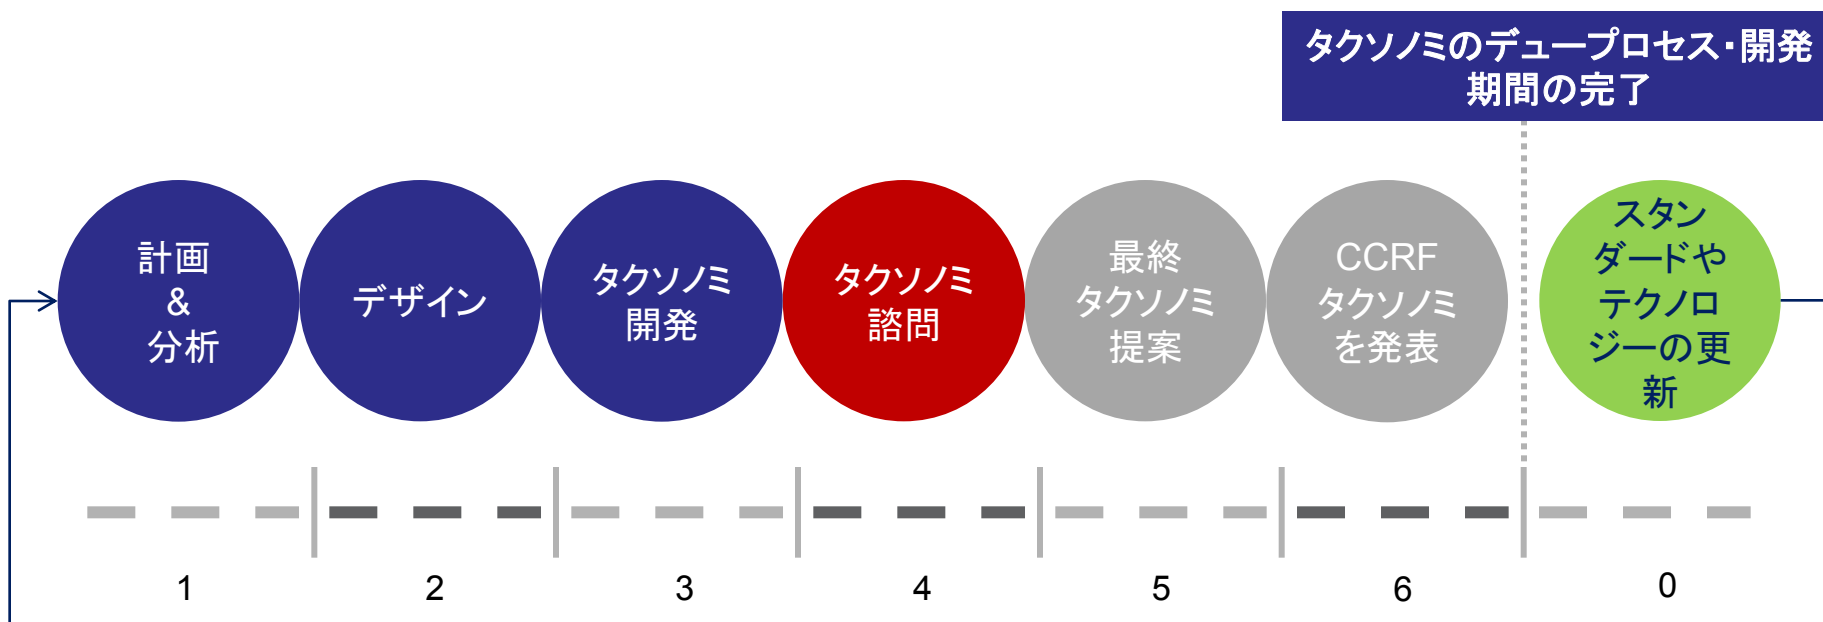 タクソノミのデュープロセス・開発
期間の完了
計画
&
分析
デザイン
タクソノミ
開発
タクソノミ
諮問
最終
タクソノミ
提案
CCRF
タクソノミ
を発表
スタン
ダードや
テクノロ
ジーの更
新
1
2
3
4
5
6
0